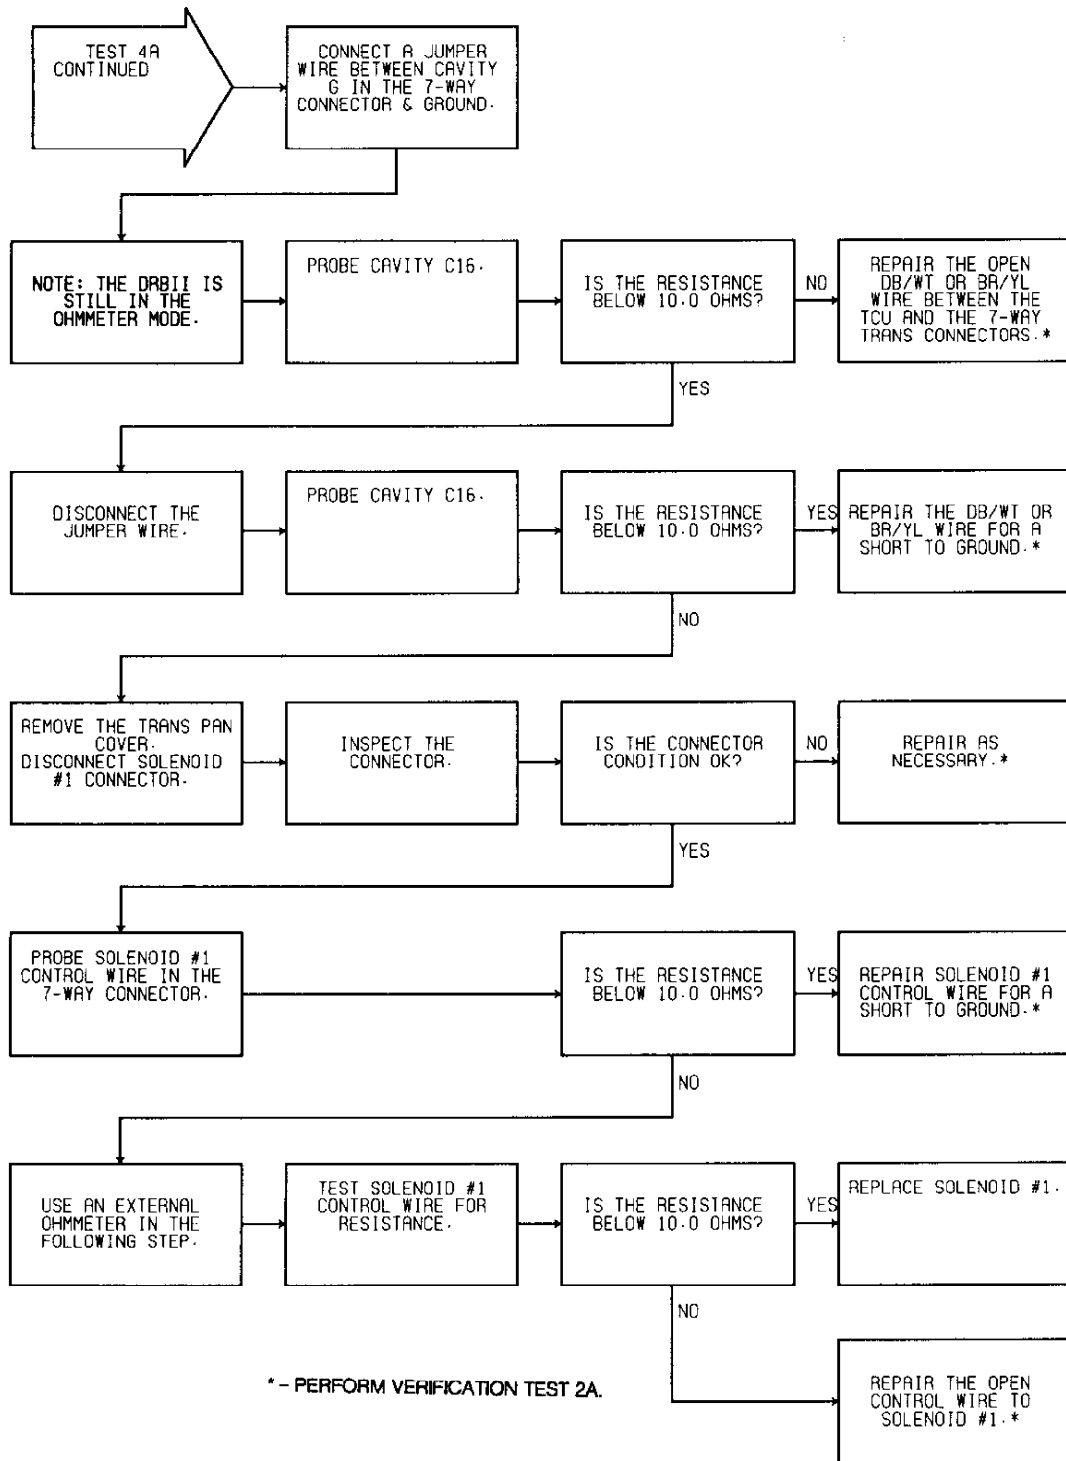 TEST 4A
CONTINUED
CONNECT A JUMPER
WIRE BETWEEN CAVITY
G IN THE 7-WAY
CONNECTOR & GROUND.
NOTE: THE DRBII IS
STILL IN THE
OHMMETER MODE.
PROBE CAVITY C16.
IS THE RESISTANCE
BELOW 10.0 OHMS?
NO
REPAIR THE OPEN
DB/WT OR BR/YL
WIRE BETWEEN THE
TCU AND THE 7-WAY
TRANS CONNECTORS.*
YES
DISCONNECT THE
JUMPER WIRE.
PROBE CAVITY C16.
IS THE RESISTANCE
BELOW 10.0 OHMS?
YES
REPAIR THE DB/WT OR
BR/YL WIRE FOR A
SHORT TO GROUND.*
NO
REMOVE THE TRANS PAN
COVER.
DISCONNECT SOLENOID
#1 CONNECTOR.
INSPECT THE
CONNECTOR.
IS THE CONNECTOR
CONDITION OK?
NO
REPAIR AS
NECESSARY.*
YES
PROBE SOLENOID #1
CONTROL WIRE IN THE
7-WAY CONNECTOR.
IS THE RESISTANCE
BELOW 10.0 OHMS?
YES
REPAIR SOLENOID #1
CONTROL WIRE FOR A
SHORT TO GROUND.*
NO
USE AN EXTERNAL
OHMMETER IN THE
FOLLOWING STEP.
TEST SOLENOID #1
CONTROL WIRE FOR
RESISTANCE.
IS THE RESISTANCE
BELOW 10.0 OHMS?
YES
REPLACE SOLENOID #1.
NO
REPAIR THE OPEN
CONTROL WIRE TO
SOLENOID #1.*
* - PERFORM VERIFICATION TEST 2A.